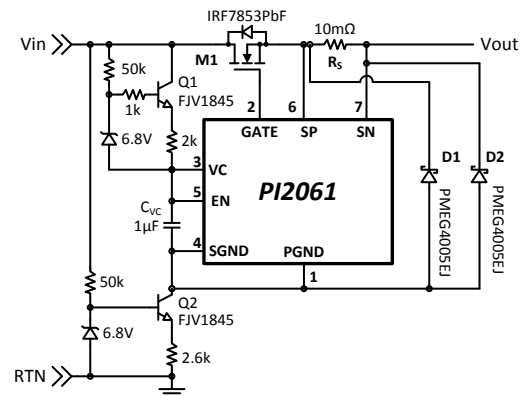 IRF7853PbF
Vin
10mΩ
Vout
M1
RS
50k
Q1
FJV1845
1k
2 6 7
GATE SP SN
6.8V
2k
D1 D2
3
VC
PI2061
5
EN
PMEG4005EJ
PMEG4005EJ
CVC
1µF
4
SGND PGND
1
50k
Q2
FJV1845
6.8V
2.6k
RTN